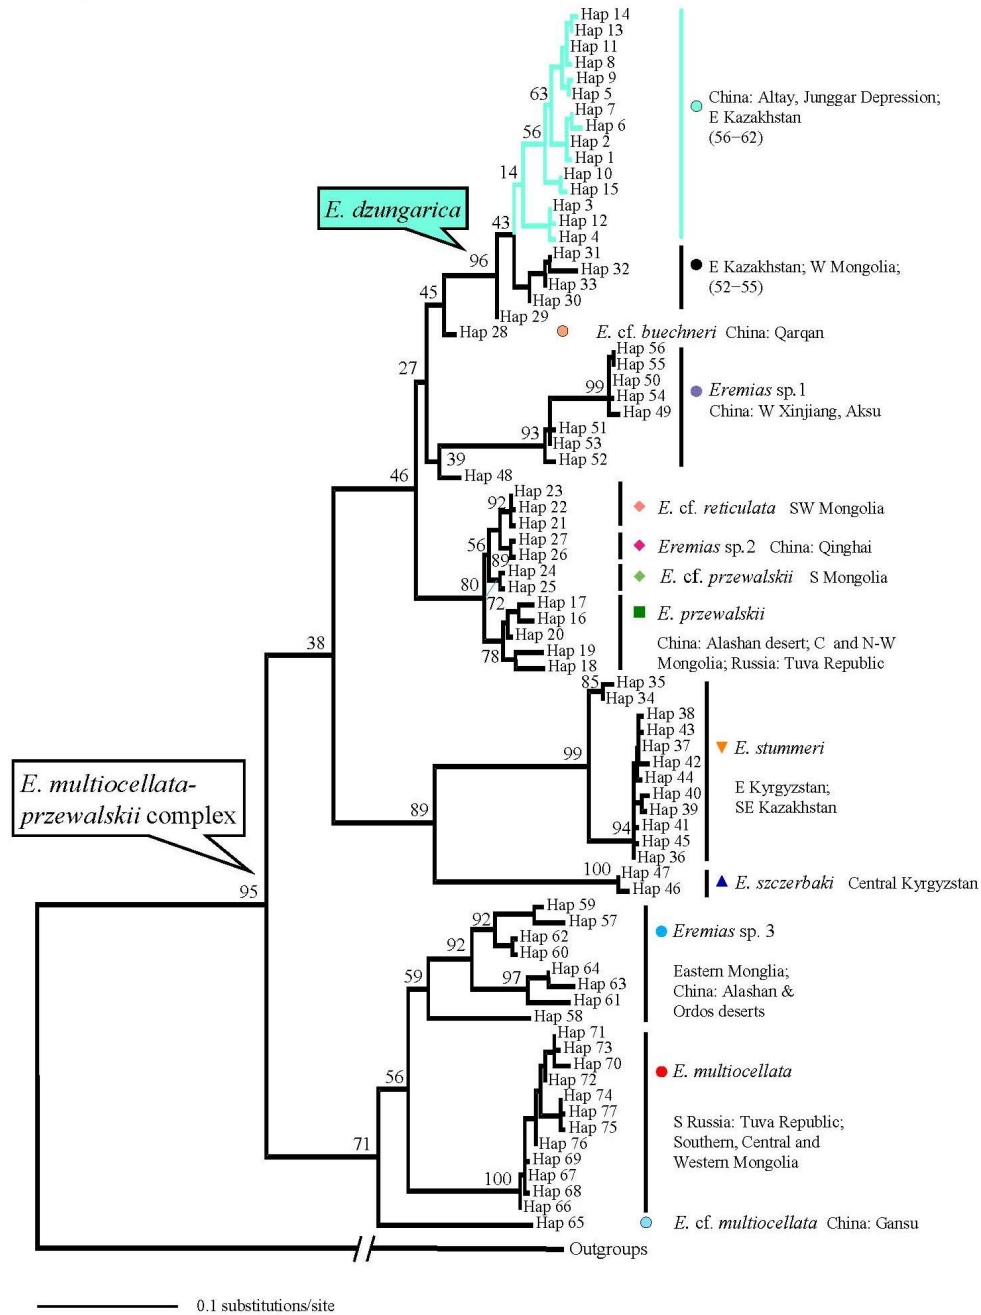 Hap 14
Hap 13
Hap 11
Hap 8
Hap 9
63
Hap 5
China: Altay, Junggar Depression;
E Kazakhstan
(56−62)
Hap 7
Hap 6
56
Hap 2
Hap 1
14
Hap 10
Hap 15
E. dzungarica
Hap 3
43
Hap 12
Hap 4
Hap 31
96
Hap 32
E Kazakhstan; W Mongolia;
(52−55)
Hap 33
45
Hap 30
Hap 29
Hap 28
E. cf. buechneri China: Qarqan
Hap 56
Hap 55
27
Hap 50
99
Hap 54
Eremias sp.1
China: W Xinjiang, Aksu
Hap 49
93
Hap 51
Hap 53
39
Hap 52
46
Hap 48
Hap 23
92
Hap 22
E. cf. reticulata SW Mongolia
Hap 21
56
Hap 27
Eremias sp.2 China: Qinghai
89
Hap 26
Hap 24
E. cf. przewalskii S Mongolia
80
Hap 25
72
Hap 17
Hap 16
E. przewalskii
Hap 20
78
Hap 19
Hap 18
China: Alashan desert; C and N-W
Mongolia; Russia: Tuva Republic
38
85
Hap 35
Hap 34
Hap 38
Hap 43
99
Hap 37
E. stummeri
Hap 42
Hap 44
E Kyrgyzstan;
SE Kazakhstan
Hap 40
Hap 39
89
94
Hap 41
Hap 45
Hap 36
E. multiocellata-
przewalskii complex
100
Hap 47
Hap 46
E. szczerbaki Central Kyrgyzstan
95
Hap 59
92
Hap 57
Eremias sp. 3
92
Hap 62
Hap 60
59
97
Hap 64
Hap 63
Hap 61
Eastern Monglia;
China: Alashan &
Ordos deserts
Hap 58
Hap 71
Hap 73
56
Hap 70
E. multiocellata
Hap 72
Hap 74
Hap 77
Hap 75
S Russia: Tuva Republic;
Southern, Central and
Western Mongolia
71
Hap 76
Hap 69
100
Hap 67
Hap 68
Hap 66
Hap 65
E. cf. multiocellata China: Gansu
Outgroups
0.1 substitutions/site